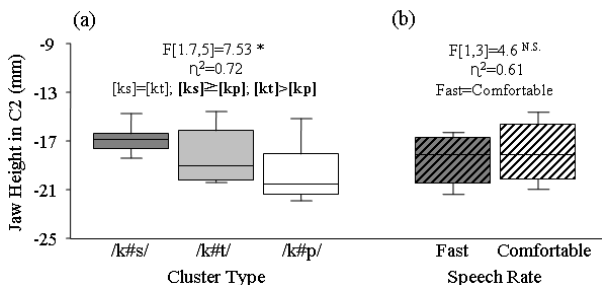 (a)
(b)
Jaw Height in C2 (mm)
-9
-13
-17
-21
-25
F[1.7,5]=7.53 *
η²=0.72
[ks]=[kt]; [ks]≥[kp]; [kt]>[kp]
F[1,3]=4.6 N.S.
η²=0.61
Fast=Comfortable
/k#s/ /k#t/ /k#p/
Cluster Type
Fast Comfortable
Speech Rate